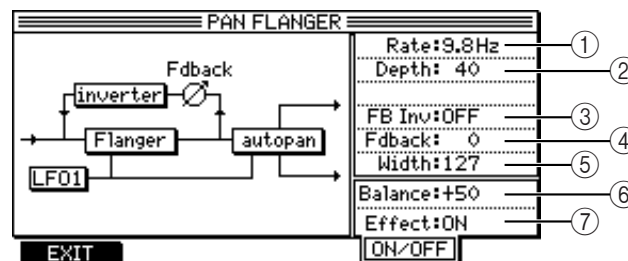 PAN FLANGER
Rate:9.8Hz ①
Depth: 40 ②
Fdback
inverter
FB Inv:OFF ③
Flanger
autopan
Fdback: 0 ④
Width:127 ⑤
LFO1
Balance:+50 ⑥
Effect:ON ⑦
EXIT
ON/OFF